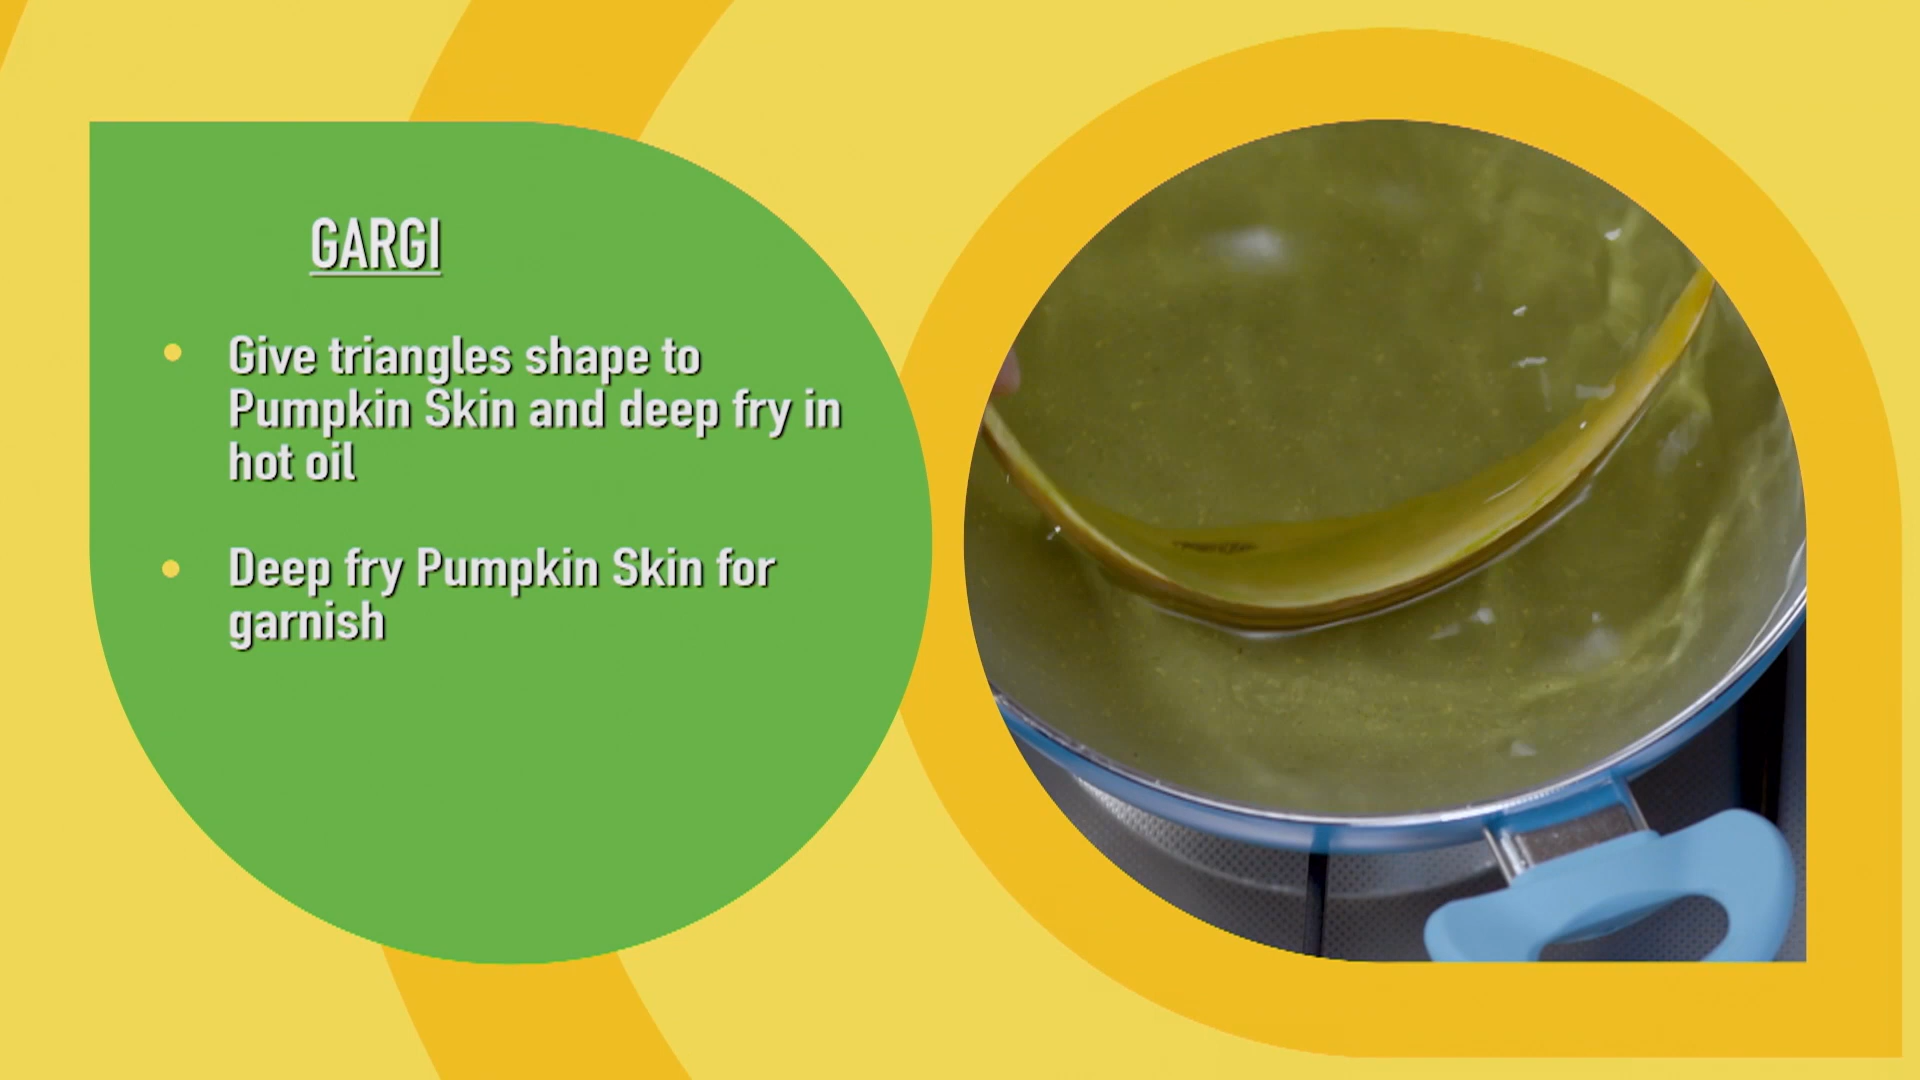 GARGI
Give triangles shape to
Pumpkin Skin and deep fry in
hot oil
Deep fry Pumpkin Skin for
garnish